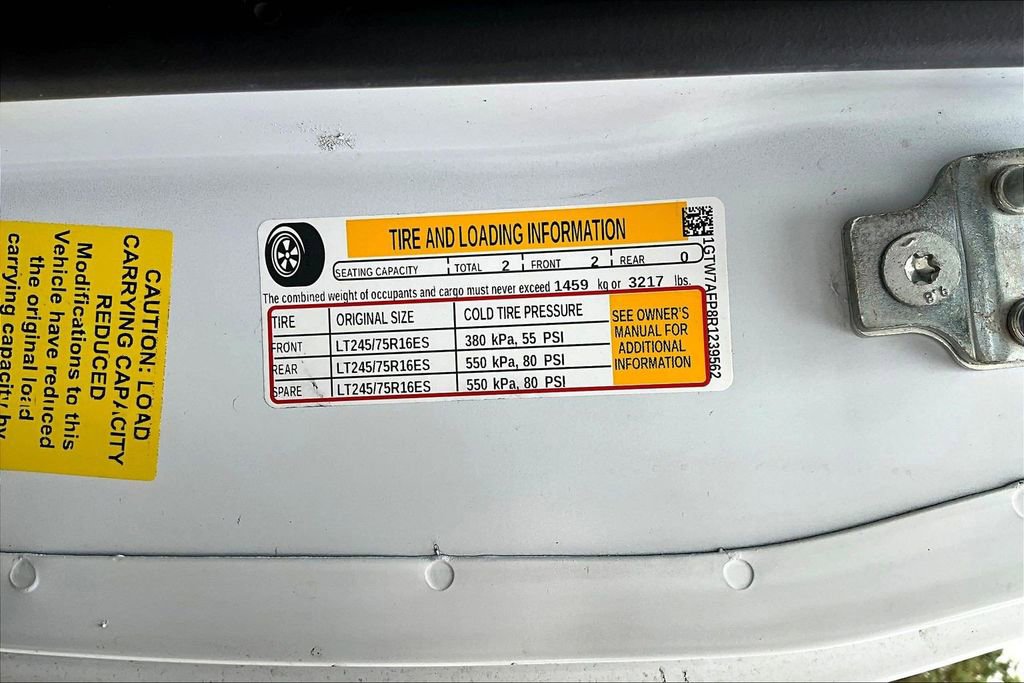 CAUTION: LOAD
CARRYING CAPACITY
REDUCED
Modifications to this
Vehicle have reduced
the original load
carrying capacity by
TIRE AND LOADING INFORMATION
SEATING CAPACITY TOTAL 2 FRONT 2 REAR 0
The combined weight of occupants and cargo must never exceed 1459 kg or 3217 lbs.
TIRE ORIGINAL SIZE COLD TIRE PRESSURE
FRONT LT245/75R16ES 380 kPa, 55 PSI
REAR LT245/75R16ES 550 kPa, 80 PSI
SPARE LT245/75R16ES 550 kPa, 80 PSI
SEE OWNER'S
MANUAL FOR
ADDITIONAL
INFORMATION
1GTW7AFP8R1239562